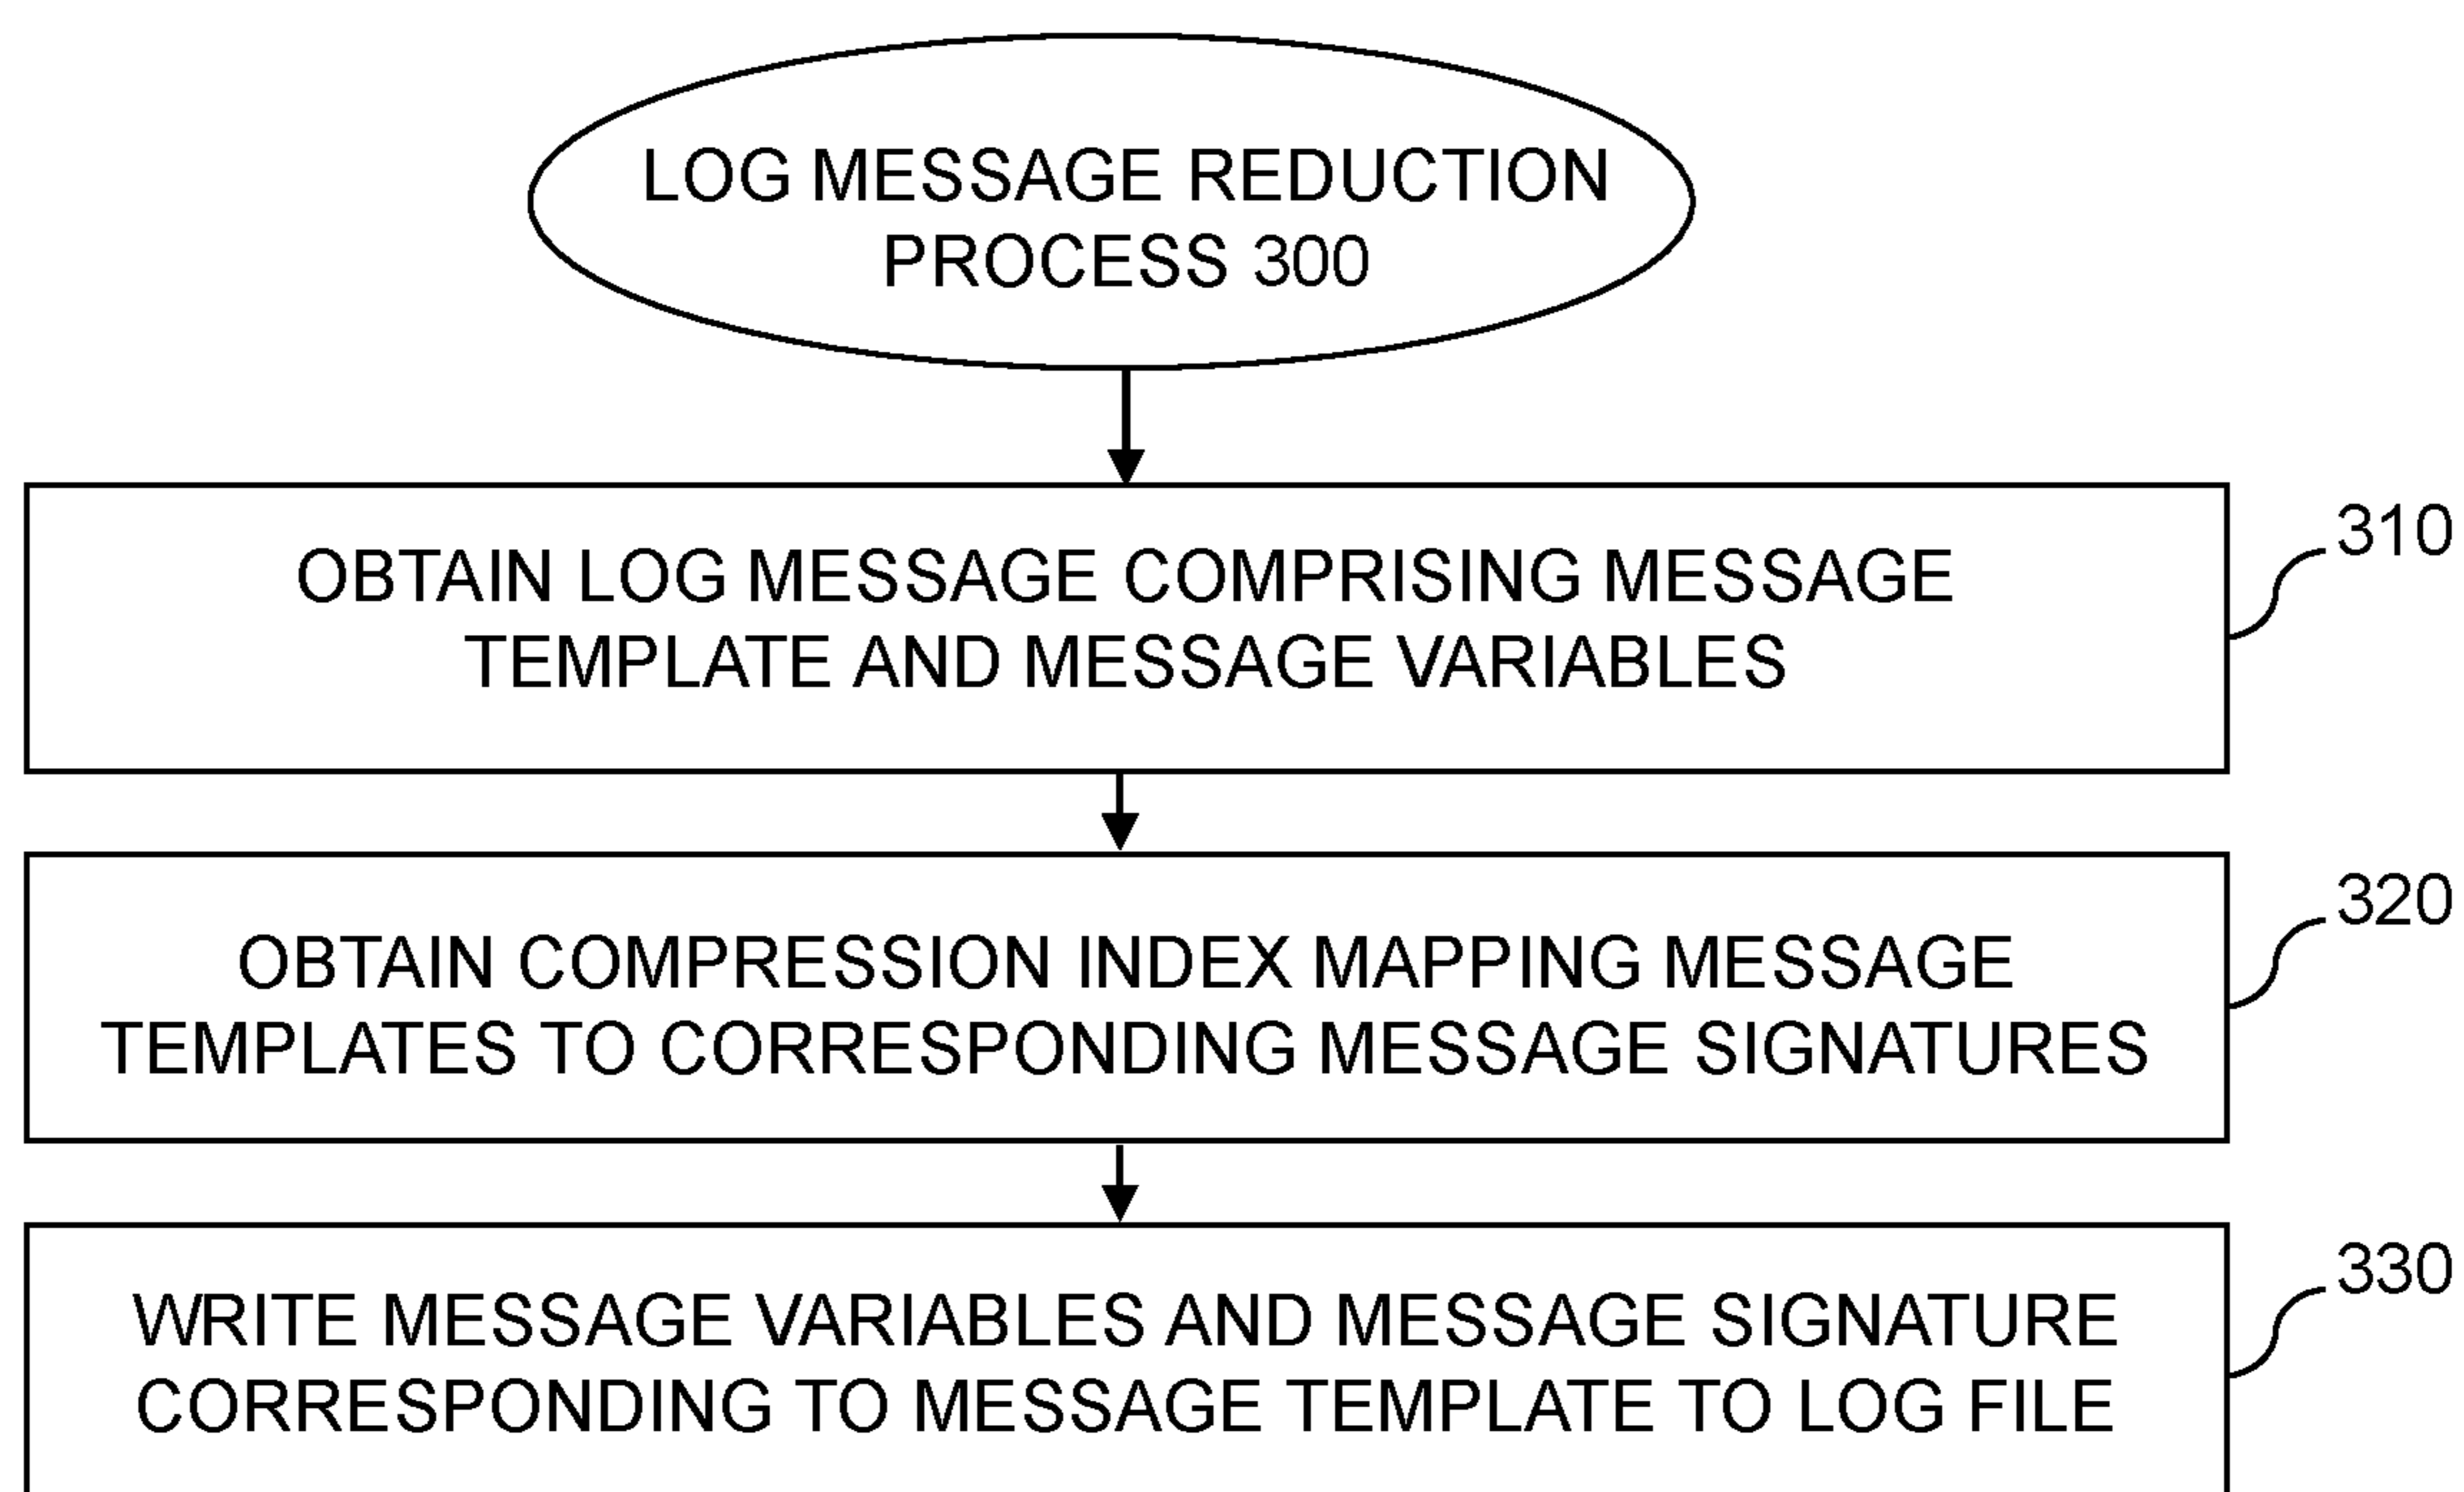 LOG MESSAGE REDUCTION
PROCESS 300
310
OBTAIN LOG MESSAGE COMPRISING MESSAGE
TEMPLATE AND MESSAGE VARIABLES
320
OBTAIN COMPRESSION INDEX MAPPING MESSAGE
TEMPLATES TO CORRESPONDING MESSAGE SIGNATURES
330
WRITE MESSAGE VARIABLES AND MESSAGE SIGNATURE
CORRESPONDING TO MESSAGE TEMPLATE TO LOG FILE